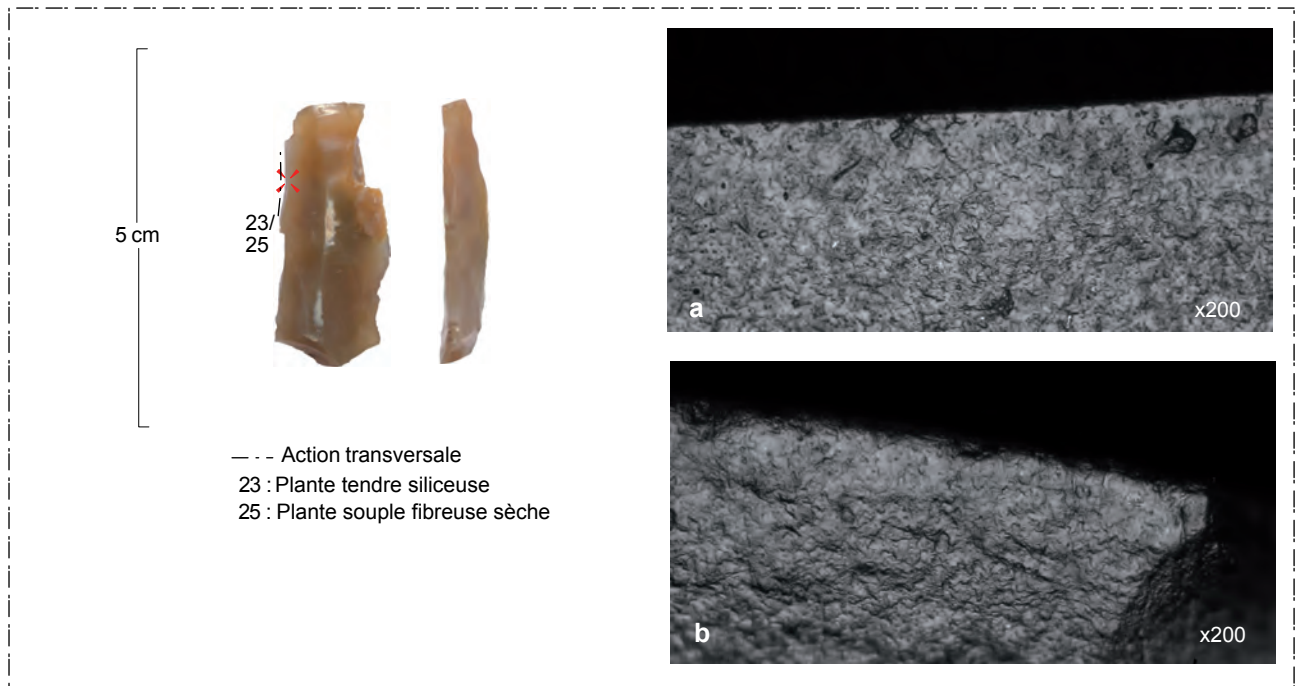 5 cm
23/
25
— - - Action transversale
23 : Plante tendre siliceuse
25 : Plante souple fibreuse sèche
a
x200
b
x200